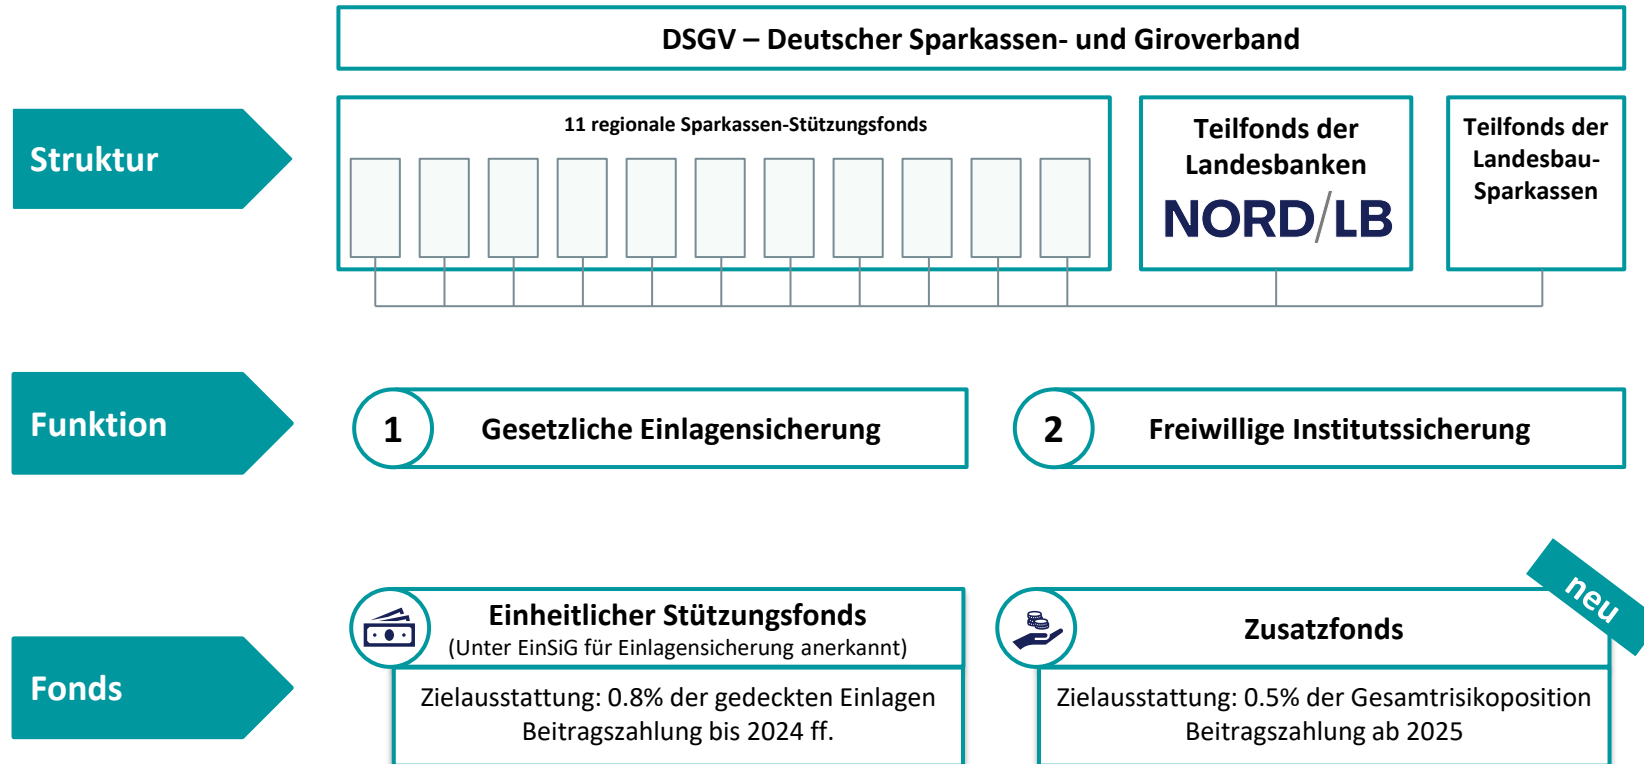 DSGV – Deutscher Sparkassen- und Giroverband
Struktur
11 regionale Sparkassen-Stützungsfonds
Teilfonds der
Landesbanken
NORD/LB
Teilfonds der
Landesbau-
Sparkassen
Funktion
1
Gesetzliche Einlagensicherung
2
Freiwillige Institutssicherung
Fonds
Einheitlicher Stützungsfonds
(Unter EinSiG für Einlagensicherung anerkannt)
Zielausstattung: 0.8% der gedeckten Einlagen
Beitragszahlung bis 2024 ff.
neu
Zusatzfonds
Zielausstattung: 0.5% der Gesamtrisikoposition
Beitragszahlung ab 2025